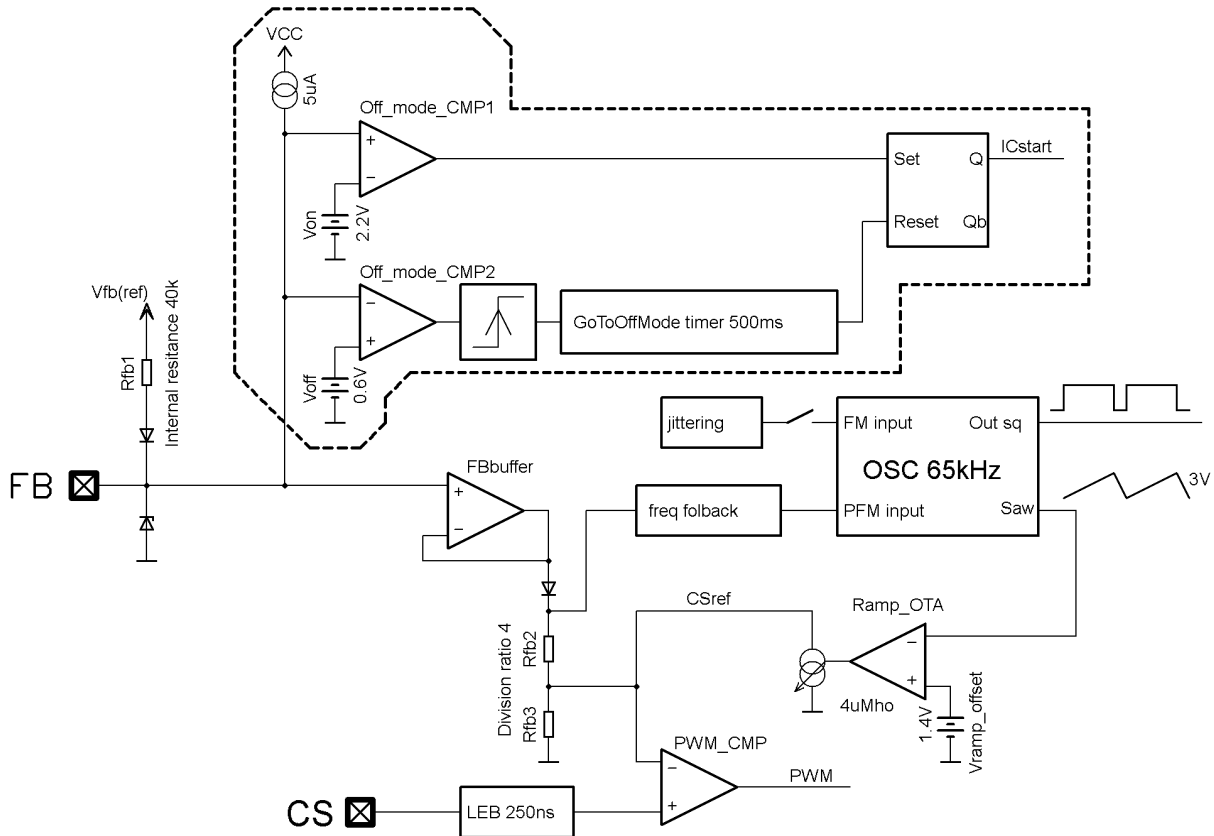 VCC
5uA
Off_mode_CMP1
+
−
Von
2.2V
Set
Q
ICstart
Reset
Qb
Off_mode_CMP2
−
+
Voff
0.6V
GoToOffMode timer 500ms
Vfb(ref)
Rfb1
Internal resitance 40k
FB
jittering
FM input
Out sq
OSC 65kHz
PFM input
Saw
3V
FBbuffer
+
−
freq folback
CSref
Ramp_OTA
−
+
4uMho
1.4V
Vramp_offset
Division ratio 4
Rfb2
Rfb3
PWM_CMP
−
+
PWM
CS
LEB 250ns